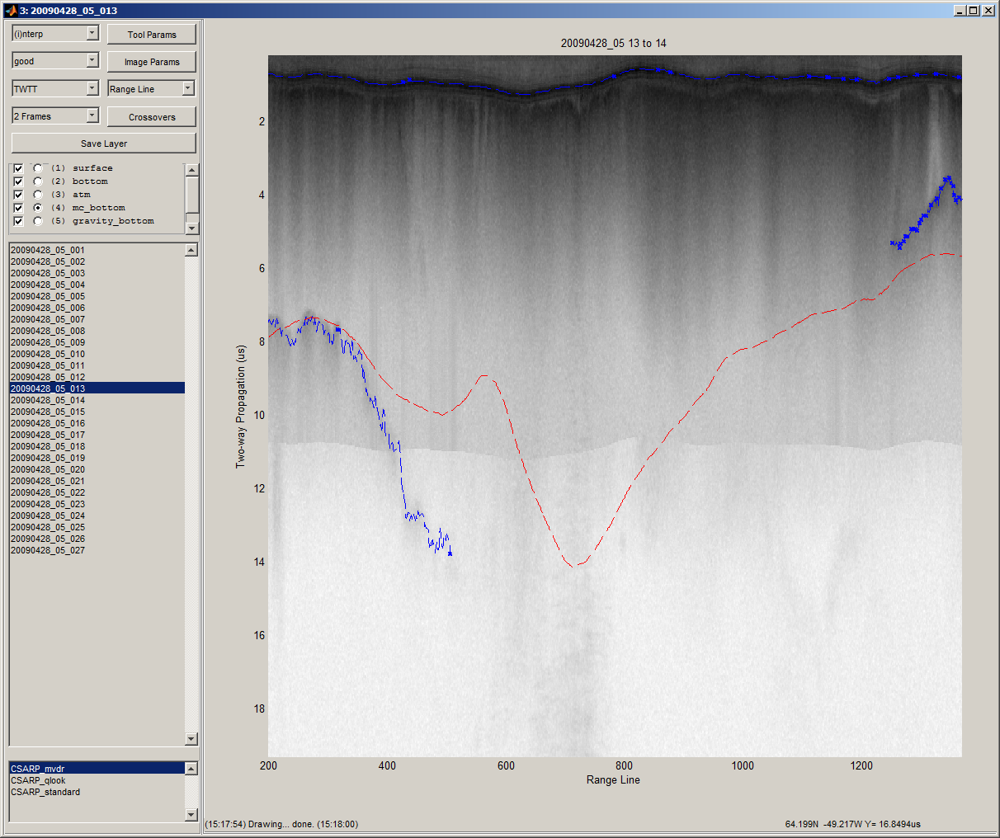 3: 20090428_05_013
(i)nterp
Tool Params
good
Image Params
TWTT
Range Line
2 Frames
Crossovers
Save Layer
(1) surface
(2) bottom
(3) atm
(4) mc_bottom
(5) gravity_bottom
20090428_05_001
20090428_05_002
20090428_05_003
20090428_05_004
20090428_05_005
20090428_05_006
20090428_05_007
20090428_05_008
20090428_05_009
20090428_05_010
20090428_05_011
20090428_05_012
20090428_05_013
20090428_05_014
20090428_05_015
20090428_05_016
20090428_05_017
20090428_05_018
20090428_05_019
20090428_05_020
20090428_05_021
20090428_05_022
20090428_05_023
20090428_05_024
20090428_05_025
20090428_05_026
20090428_05_027
CSARP_mvdr
CSARP_qlook
CSARP_standard
20090428_05 13 to 14
Two-way Propagation (us)
2
4
6
8
10
12
14
16
18
200 400 600 800 1000 1200
Range Line
(15:17:54) Drawing... done. (15:18:00)
64.199N -49.217W Y= 16.8494us